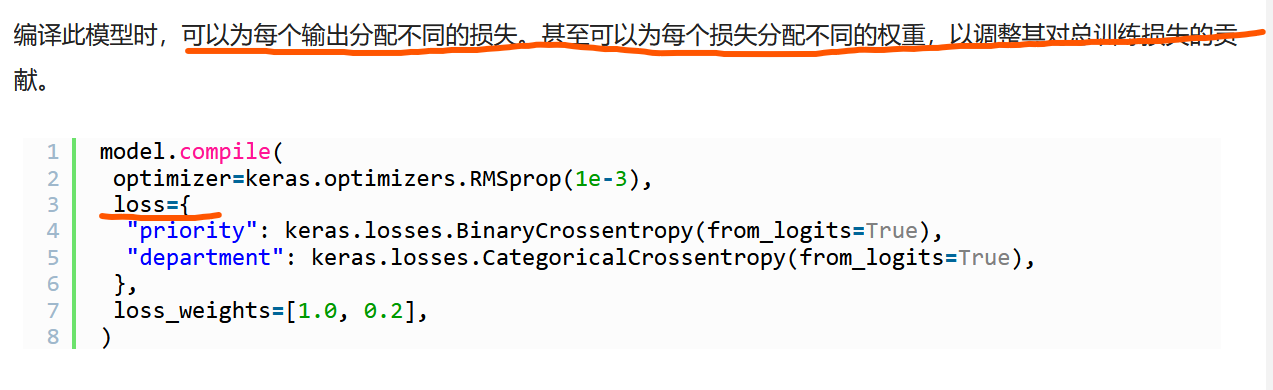 编译此模型时，可以为每个输出分配不同的损失。甚至可以为每个损失分配不同的权重，以调整其对总训练损失的贡
献。
1 model.compile(
2  optimizer=keras.optimizers.RMSprop(1e-3),
3  loss={
4   "priority": keras.losses.BinaryCrossentropy(from_logits=True),
5   "department": keras.losses.CategoricalCrossentropy(from_logits=True),
6  },
7  loss_weights=[1.0, 0.2],
8 )